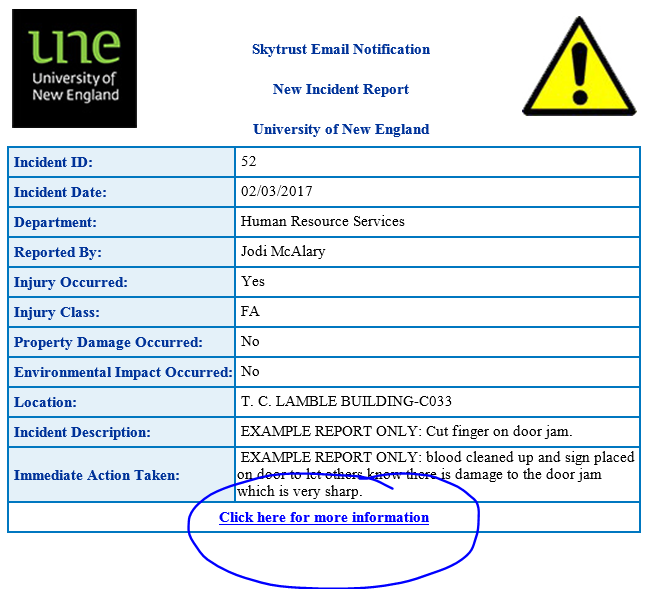 une
University of
New England
Skytrust Email Notification
New Incident Report
University of New England
Incident ID: 52
Incident Date: 02/03/2017
Department: Human Resource Services
Reported By: Jodi McAlary
Injury Occurred: Yes
Injury Class: FA
Property Damage Occurred: No
Environmental Impact Occurred: No
Location: T. C. LAMBLE BUILDING-C033
Incident Description: EXAMPLE REPORT ONLY: Cut finger on door jam.
Immediate Action Taken: EXAMPLE REPORT ONLY: blood cleaned up and sign placed
on door to let others know there is damage to the door jam
which is very sharp.
Click here for more information